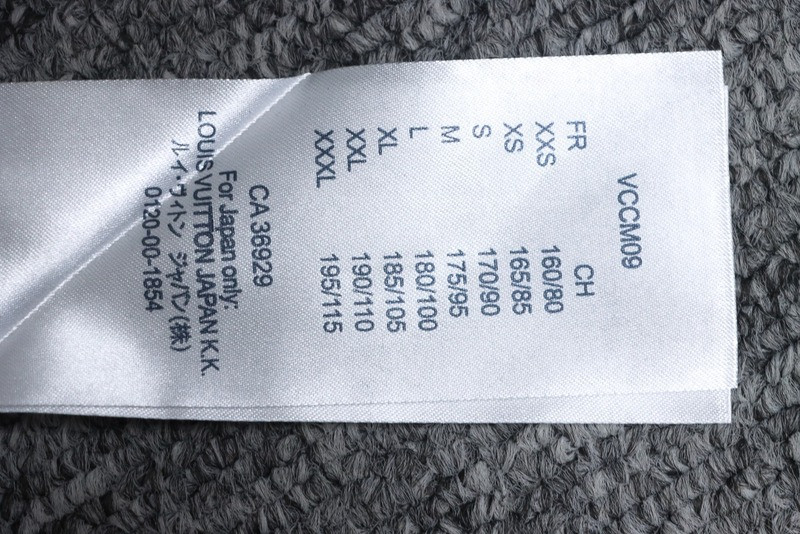 VCCM09
FR CH
XXS 160/80
XS 165/85
S 170/90
M 175/95
L 180/100
XL 185/105
XXL 190/110
XXXL 195/115
CA 36929
For Japan only:
LOUIS VUITTON JAPAN K.K.
ルイ・ヴィトン ジャパン(株)
0120-00-1854